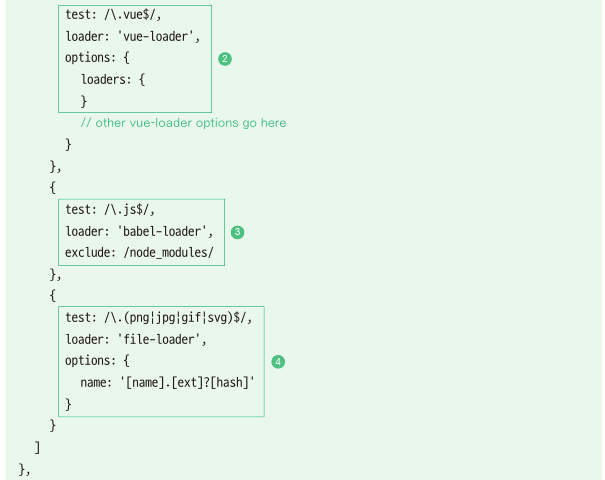 test: /\.vue$/,
loader: 'vue-loader',
options: { ②
loaders: {
}
// other vue-loader options go here
}
},
{
test: /\.js$/,
loader: 'babel-loader', ③
exclude: /node_modules/
},
{
test: /\.(png¦jpg¦gif¦svg)$/,
loader: 'file-loader',
options: { ④
name: '[name].[ext]?[hash]'
}
}
]
},